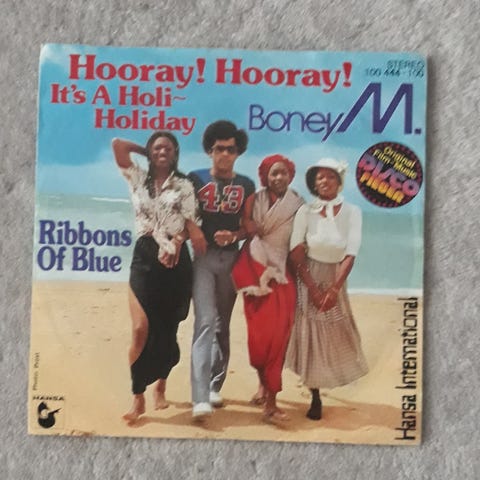 Hooray! Hooray!
It's A Holi~
Holiday
STEREO
100 444-100
Boney M.
Original
Film-Music
DISCO
FIEBER
43
Ribbons
Of Blue
Hansa International
HANSA